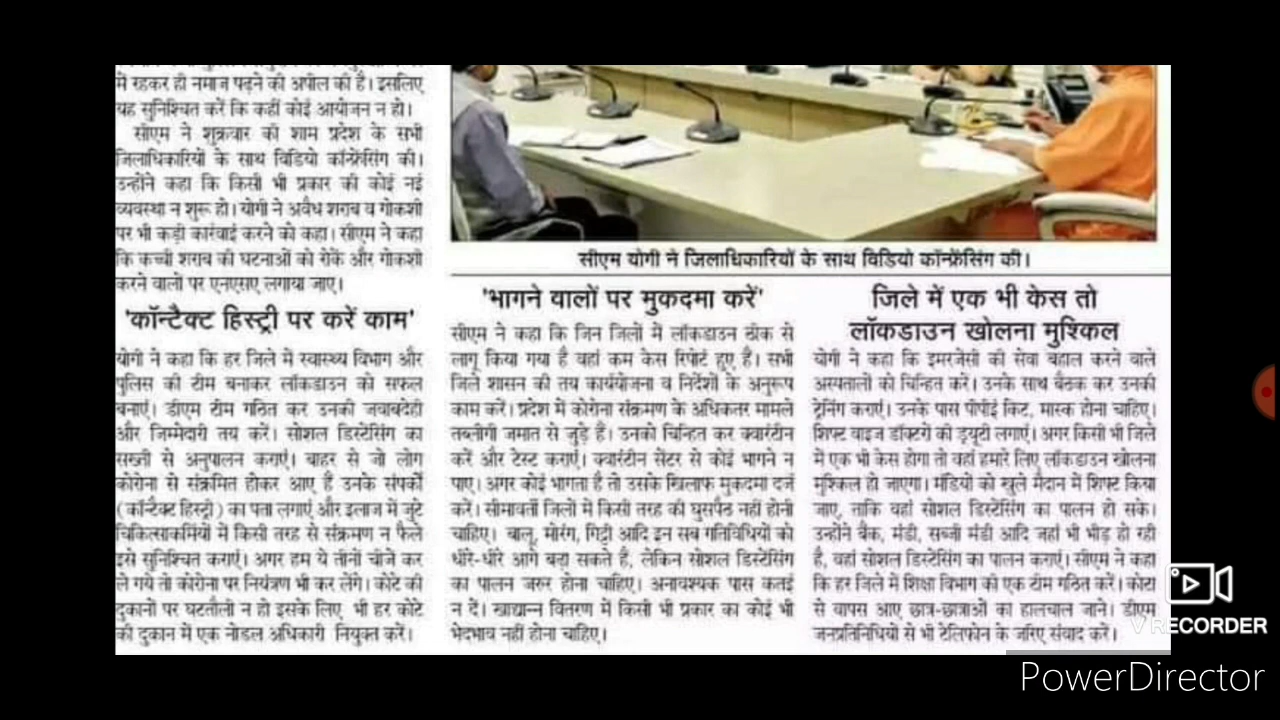 में रहकर ही नमाज पढ़ने की अपील की है। इसलिए
यह सुनिश्चित करें कि कहीं कोई आयोजन न हो।
सीएम ने शुक्रवार की शाम प्रदेश के सभी
जिलाधिकारियों के साथ विडियो कॉन्फ्रेंसिंग की।
उन्होंने कहा कि किसी भी प्रकार की कोई नई
व्यवस्था न शुरू हो। योगी ने अवैध शराब व गोकशी
पर भी कड़ी कार्रवाई करने को कहा। सीएम ने कहा
कि कच्ची शराब की घटनाओं को रोकें और गोकशी
करने वालों पर एनएसए लगाया जाए।
'कॉन्टैक्ट हिस्ट्री पर करें काम'
योगी ने कहा कि हर जिले में स्वास्थ्य विभाग और
पुलिस की टीम बनाकर लॉकडाउन को सफल
बनाएं। डीएम टीम गठित कर उनकी जवाबदेही
और जिम्मेदारी तय करें। सोशल डिस्टेंसिंग का
सख्ती से अनुपालन कराएं। बाहर से जो लोग
कोरोना से संक्रमित होकर आए हैं उनके संपर्कों
(कॉन्टैक्ट हिस्ट्री) का पता लगाएं और इलाज में जुटे
चिकित्साकर्मियों में किसी तरह से संक्रमण न फैले
इसे सुनिश्चित कराएं। अगर हम ये तीनों चीजें कर
ले गये तो कोरोना पर नियंत्रण भी कर लेंगे। कोटे की
दुकानों पर घटतौली न हो इसके लिए भी हर कोटे
की दुकान में एक नोडल अधिकारी नियुक्त करें।
सीएम योगी ने जिलाधिकारियों के साथ विडियो कॉन्फ्रेंसिंग की।
'भागने वालों पर मुकदमा करें'
सीएम ने कहा कि जिन जिलों में लॉकडाउन ठीक से
लागू किया गया है वहां कम केस रिपोर्ट हुए हैं। सभी
जिले शासन की तय कार्ययोजना व निर्देशों के अनुरूप
काम करें। प्रदेश में कोरोना संक्रमण के अधिकतर मामले
तब्लीगी जमात से जुड़े हैं। उनको चिन्हित कर क्वारंटीन
करें और टेस्ट कराएं। क्वारंटीन सेंटर से कोई भागने न
पाए। अगर कोई भागता है तो उसके खिलाफ मुकदमा दर्ज
करें। सीमावर्ती जिलों में किसी तरह की घुसपैठ नहीं होनी
चाहिए। बालू, मोरंग, गिट्टी आदि इन सब गतिविधियों को
धीरे-धीरे आगे बढ़ा सकते है, लेकिन सोशल डिस्टेंसिंग
का पालन जरुर होना चाहिए। अनावश्यक पास कतई
न दें। खाद्यान्न वितरण में किसी भी प्रकार का कोई भी
भेदभाव नहीं होना चाहिए।
जिले में एक भी केस तो
लॉकडाउन खोलना मुश्किल
योगी ने कहा कि इमरजेंसी की सेवा बहाल करने वाले
अस्पतालों को चिन्हित करें। उनके साथ बैठक कर उनकी
ट्रेनिंग कराएं। उनके पास पीपीई किट, मास्क होना चाहिए।
शिफ्ट वाइज डॉक्टरों की ड्यूटी लगाएं। अगर किसी भी जिले
में एक भी केस होगा तो वहां हमारे लिए लॉकडाउन खोलना
मुश्किल हो जाएगा। मंडियों को खुले मैदान में शिफ्ट किया
जाए, ताकि वहां सोशल डिस्टेंसिंग का पालन हो सके।
उन्होंने बैंक, मंडी, सब्जी मंडी आदि जहां भी भीड़ हो रही
है, वहां सोशल डिस्टेंसिंग का पालन कराएं। सीएम ने कहा
कि हर जिले में शिक्षा विभाग की एक टीम गठित करें। कोटा
से वापस आए छात्र-छात्राओं का हालचाल जाने। डीएम
जनप्रतिनिधियों से भी टेलिफोन के जरिए संवाद करें।
V RECORDER
PowerDirector